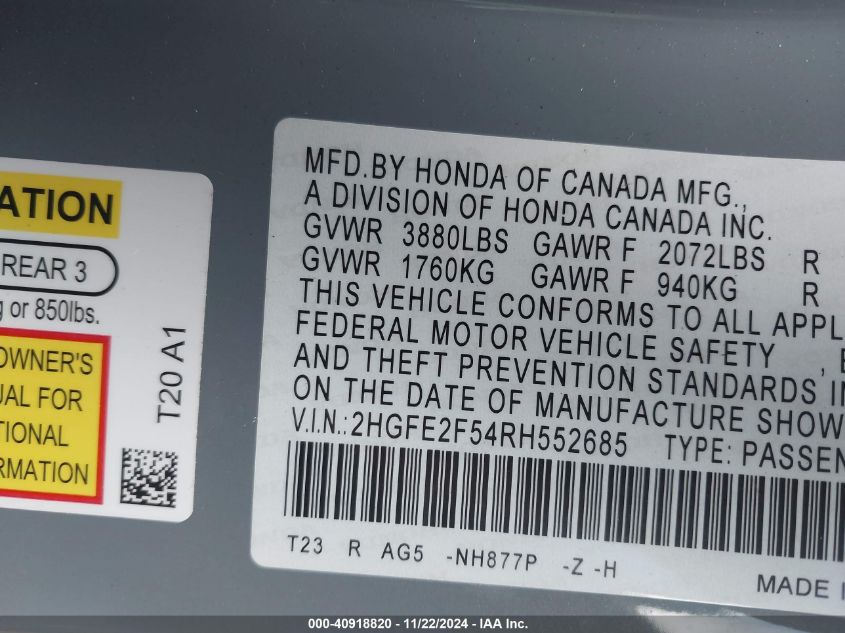 ATION
REAR 3
g or 850lbs.
OWNER'S
UAL FOR
TIONAL
RMATION
T20 A1
MFD.BY HONDA OF CANADA MFG.,
A DIVISION OF HONDA CANADA INC.
GVWR 3880LBS GAWR F 2072LBS R
GVWR 1760KG GAWR F 940KG R
THIS VEHICLE CONFORMS TO ALL APPL
FEDERAL MOTOR VEHICLE SAFETY
AND THEFT PREVENTION STANDARDS IN
ON THE DATE OF MANUFACTURE SHOW
V.I.N.:2HGFE2F54RH552685 TYPE: PASSEN
T23 R AG5 -NH877P -Z -H
MADE I
000-40918820 - 11/22/2024 - IAA Inc.